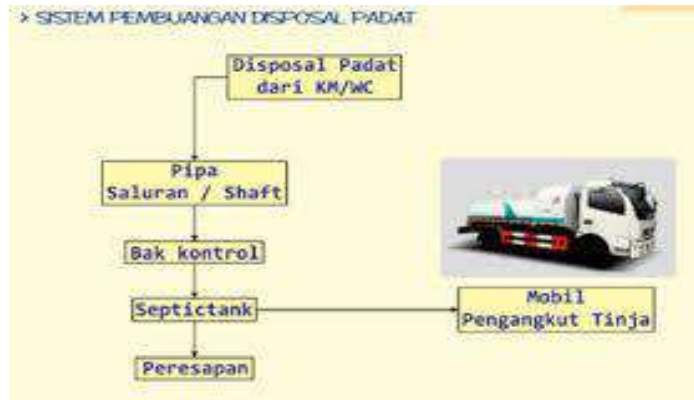 > SISTEM PEMBUANGAN DISPOSAL PADAT
Disposal Padat
dari KM/WC
Pipa
Saluran / Shaft
Bak kontrol
Septictank
Mobil
Pengangkut Tinja
Peresapan